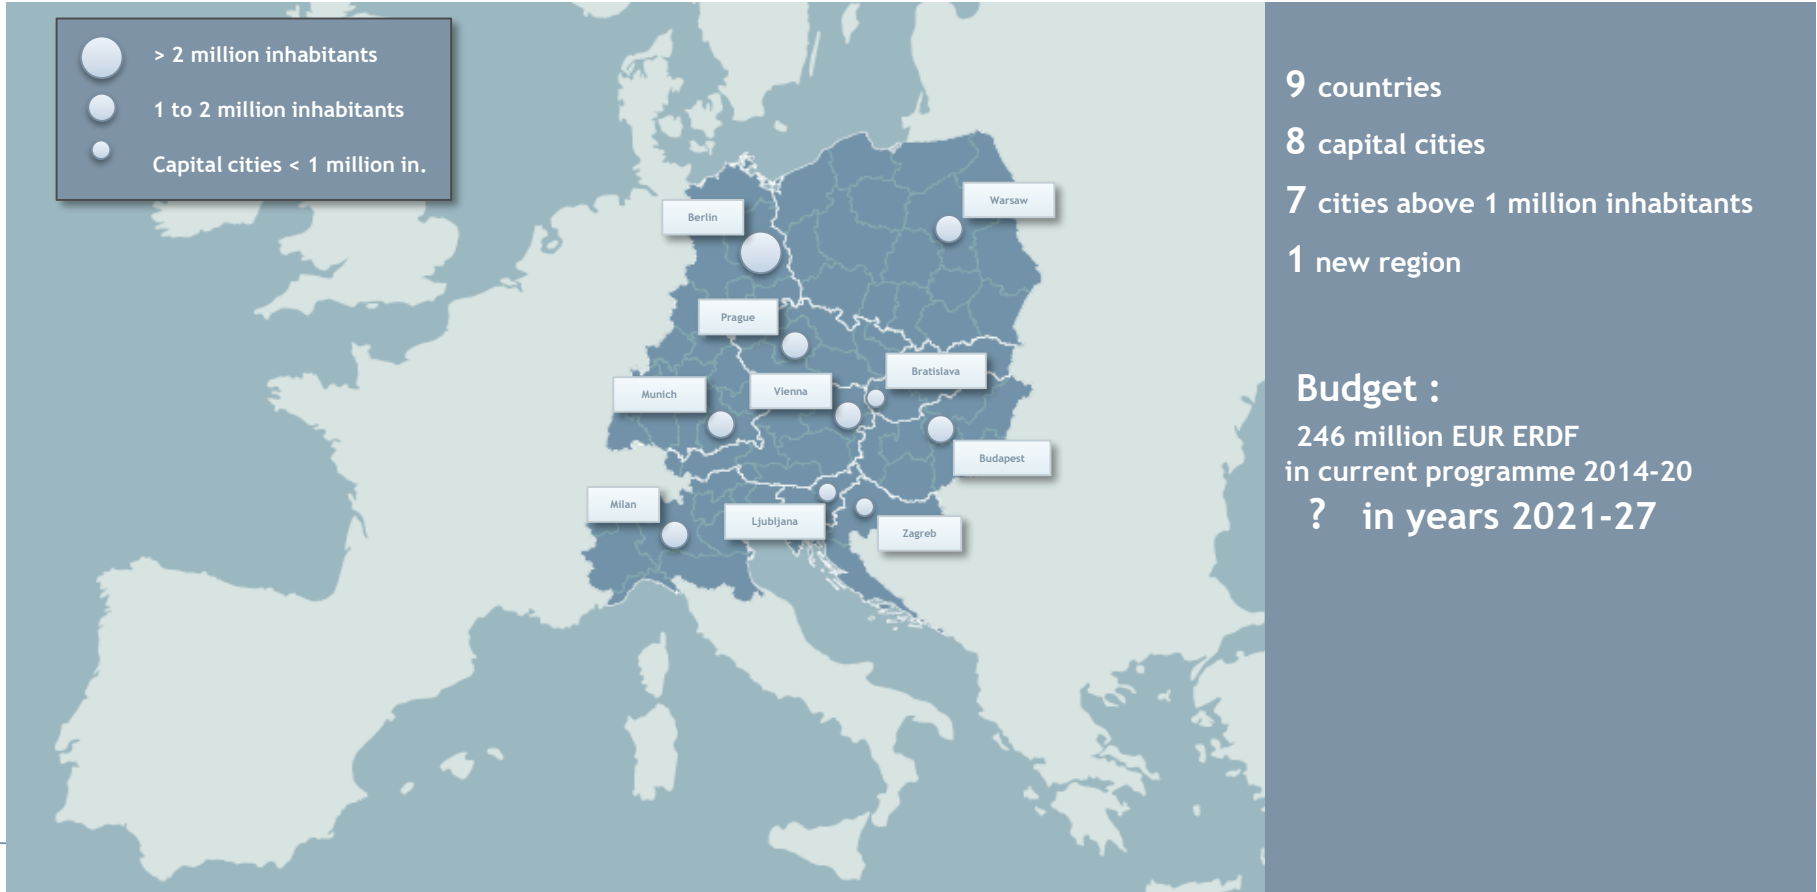 > 2 million inhabitants
1 to 2 million inhabitants
Capital cities < 1 million in.
Berlin
Warsaw
Prague
Bratislava
Munich
Vienna
Budapest
Milan
Ljubljana
Zagreb
9 countries
8 capital cities
7 cities above 1 million inhabitants
1 new region
Budget :
246 million EUR ERDF
in current programme 2014-20
? in years 2021-27